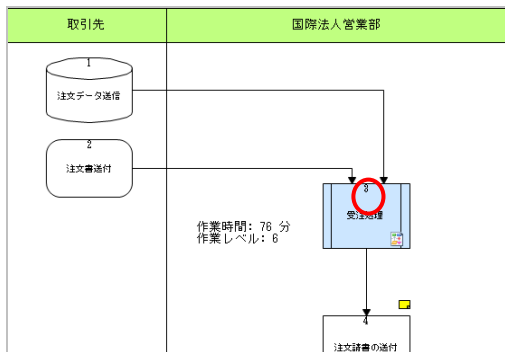 取引先
国際法人営業部
1
注文データ送信
2
注文書送付
3
受注処理
作業時間: 76 分
作業レベル: 6
4
注文請書の送付